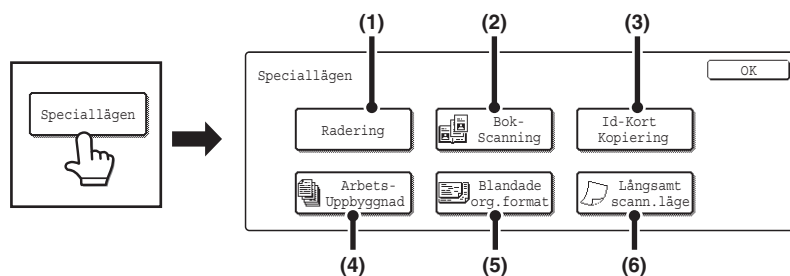 (1)
(2)
(3)
Speciallägen
Speciallägen
OK
Radering
Bok-
Scanning
Id-Kort
Kopiering
Arbets-
Uppbyggnad
Blandade
org.format
Långsamt
scann.läge
(4)
(5)
(6)